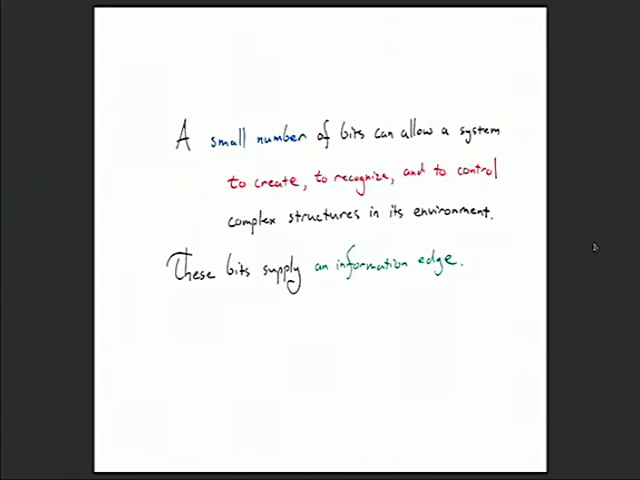 A small number of bits can allow a system
to create, to recognize, and to control
complex structures in its environment.
These bits supply an information edge.